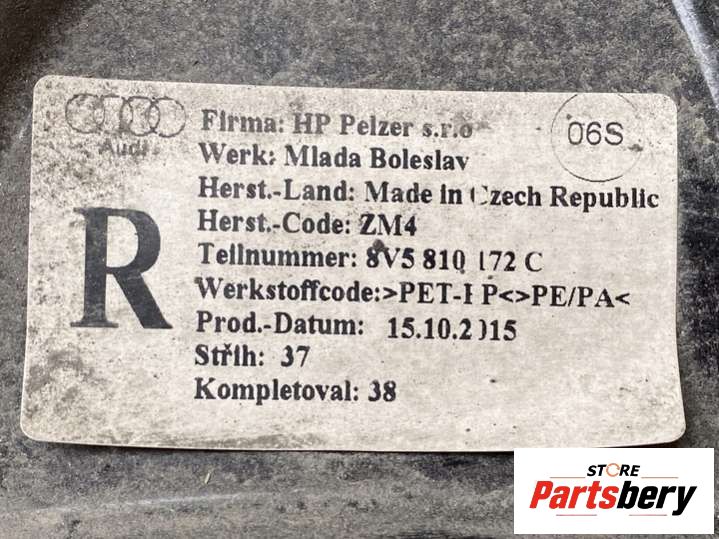 Audi
Firma: HP Pelzer s.r.o
06S
Werk: Mlada Boleslav
Herst.-Land: Made in Czech Republic
Herst.-Code: ZM4
R
Teilnummer: 8V5 810 172 C
Werkstoffcode:>PET-LP<>PE/PA<
Prod.-Datum: 15.10.2015
Střih: 37
Kompletoval: 38
STORE
Partsbery